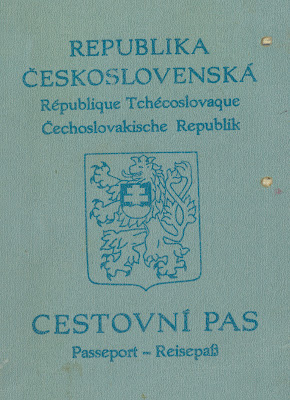 REPUBLIKA
ČESKOSLOVENSKÁ
République Tchécoslovaque
Čechoslovakische Republik
CESTOVNÍ PAS
Passeport – Reisepaß